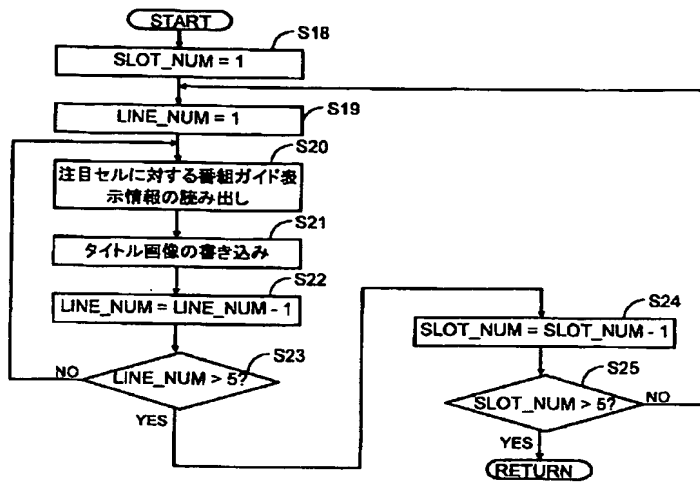 START
S18
SLOT_NUM = 1
S19
LINE_NUM = 1
S20
注目セルに対する番組ガイド表
示情報の読み出し
S21
タイトル画像の書き込み
S22
LINE_NUM = LINE_NUM - 1
S23
LINE_NUM > 5?
NO
YES
S24
SLOT_NUM = SLOT_NUM - 1
S25
SLOT_NUM > 5?
NO
YES
RETURN